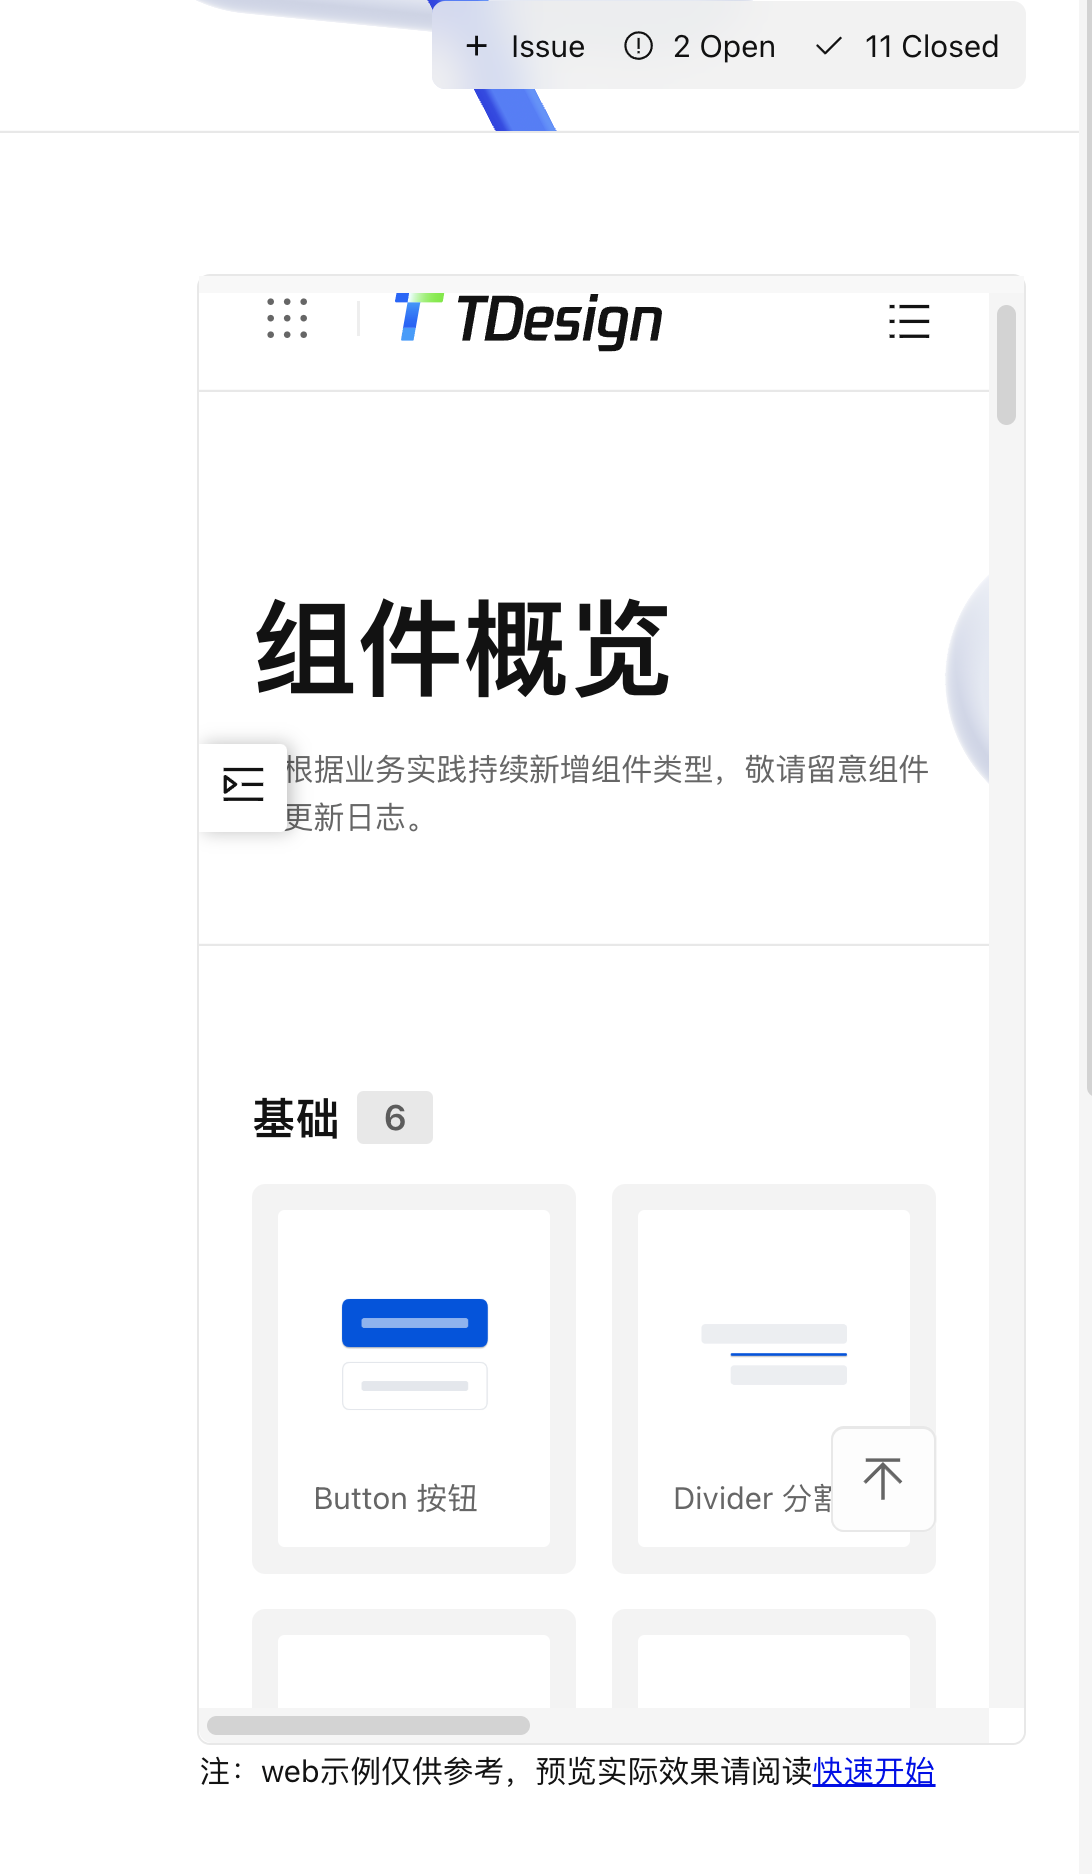 Issue 2 Open 11 Closed
TDesign
组件概览
根据业务实践持续新增组件类型，敬请留意组件
更新日志。
基础 6
Button 按钮 Divider 分割
注：web示例仅供参考，预览实际效果请阅读快速开始